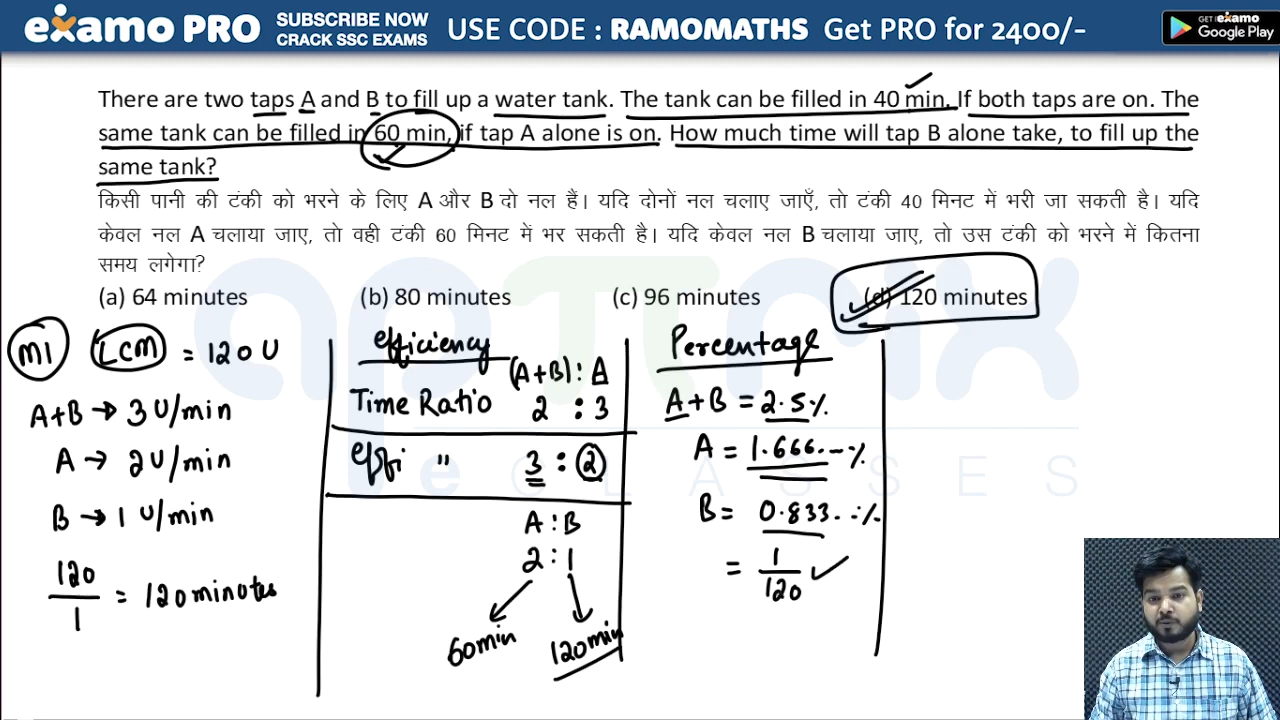 examo PRO SUBSCRIBE NOW CRACK SSC EXAMS USE CODE : RAMOMATHS Get PRO for 2400/- GET examo Google Play
There are two taps A and B to fill up a water tank. The tank can be filled in 40 min. If both taps are on. The
same tank can be filled in 60 min, if tap A alone is on. How much time will tap B alone take, to fill up the
same tank?
किसी पानी की टंकी को भरने के लिए A और B दो नल हैं। यदि दोनों नल चलाए जाएँ, तो टंकी 40 मिनट में भरी जा सकती है। यदि
केवल नल A चलाया जाए, तो वही टंकी 60 मिनट में भर सकती है। यदि केवल नल B चलाया जाए, तो उस टंकी को भरने में कितना
समय लगेगा?
(a) 64 minutes (b) 80 minutes (c) 96 minutes (d) 120 minutes
M1 LCM = 120 U
A+B → 3 U/min
A → 2U/min
B → 1 U/min
120/1 = 120 minutes
efficiency
(A+B) : A
Time Ratio 2 : 3
effi " 3 : 2
A : B
2 : 1
60min 120min
Percentage
A+B = 2.5%
A = 1.666...%
B = 0.833..%
= 1/120
e CLASSES